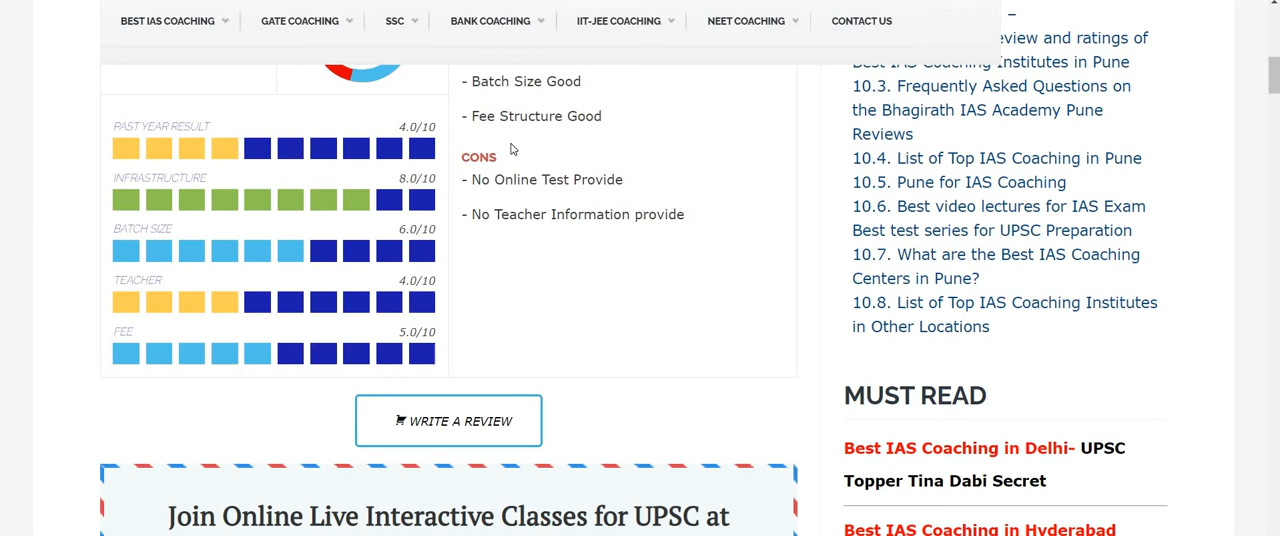 BEST IAS COACHING
GATE COACHING
SSC
BANK COACHING
IIT-JEE COACHING
NEET COACHING
CONTACT US
- Batch Size Good
- Fee Structure Good
CONS
- No Online Test Provide
- No Teacher Information provide
PAST YEAR RESULT 4.0/10
INFRASTRUCTURE 8.0/10
BATCH SIZE 6.0/10
TEACHER 4.0/10
FEE 5.0/10
WRITE A REVIEW
Join Online Live Interactive Classes for UPSC at
–
eview and ratings of
Best IAS Coaching Institutes in Pune
10.3. Frequently Asked Questions on
the Bhagirath IAS Academy Pune
Reviews
10.4. List of Top IAS Coaching in Pune
10.5. Pune for IAS Coaching
10.6. Best video lectures for IAS Exam
Best test series for UPSC Preparation
10.7. What are the Best IAS Coaching
Centers in Pune?
10.8. List of Top IAS Coaching Institutes
in Other Locations
MUST READ
Best IAS Coaching in Delhi- UPSC
Topper Tina Dabi Secret
Best IAS Coaching in Hyderabad